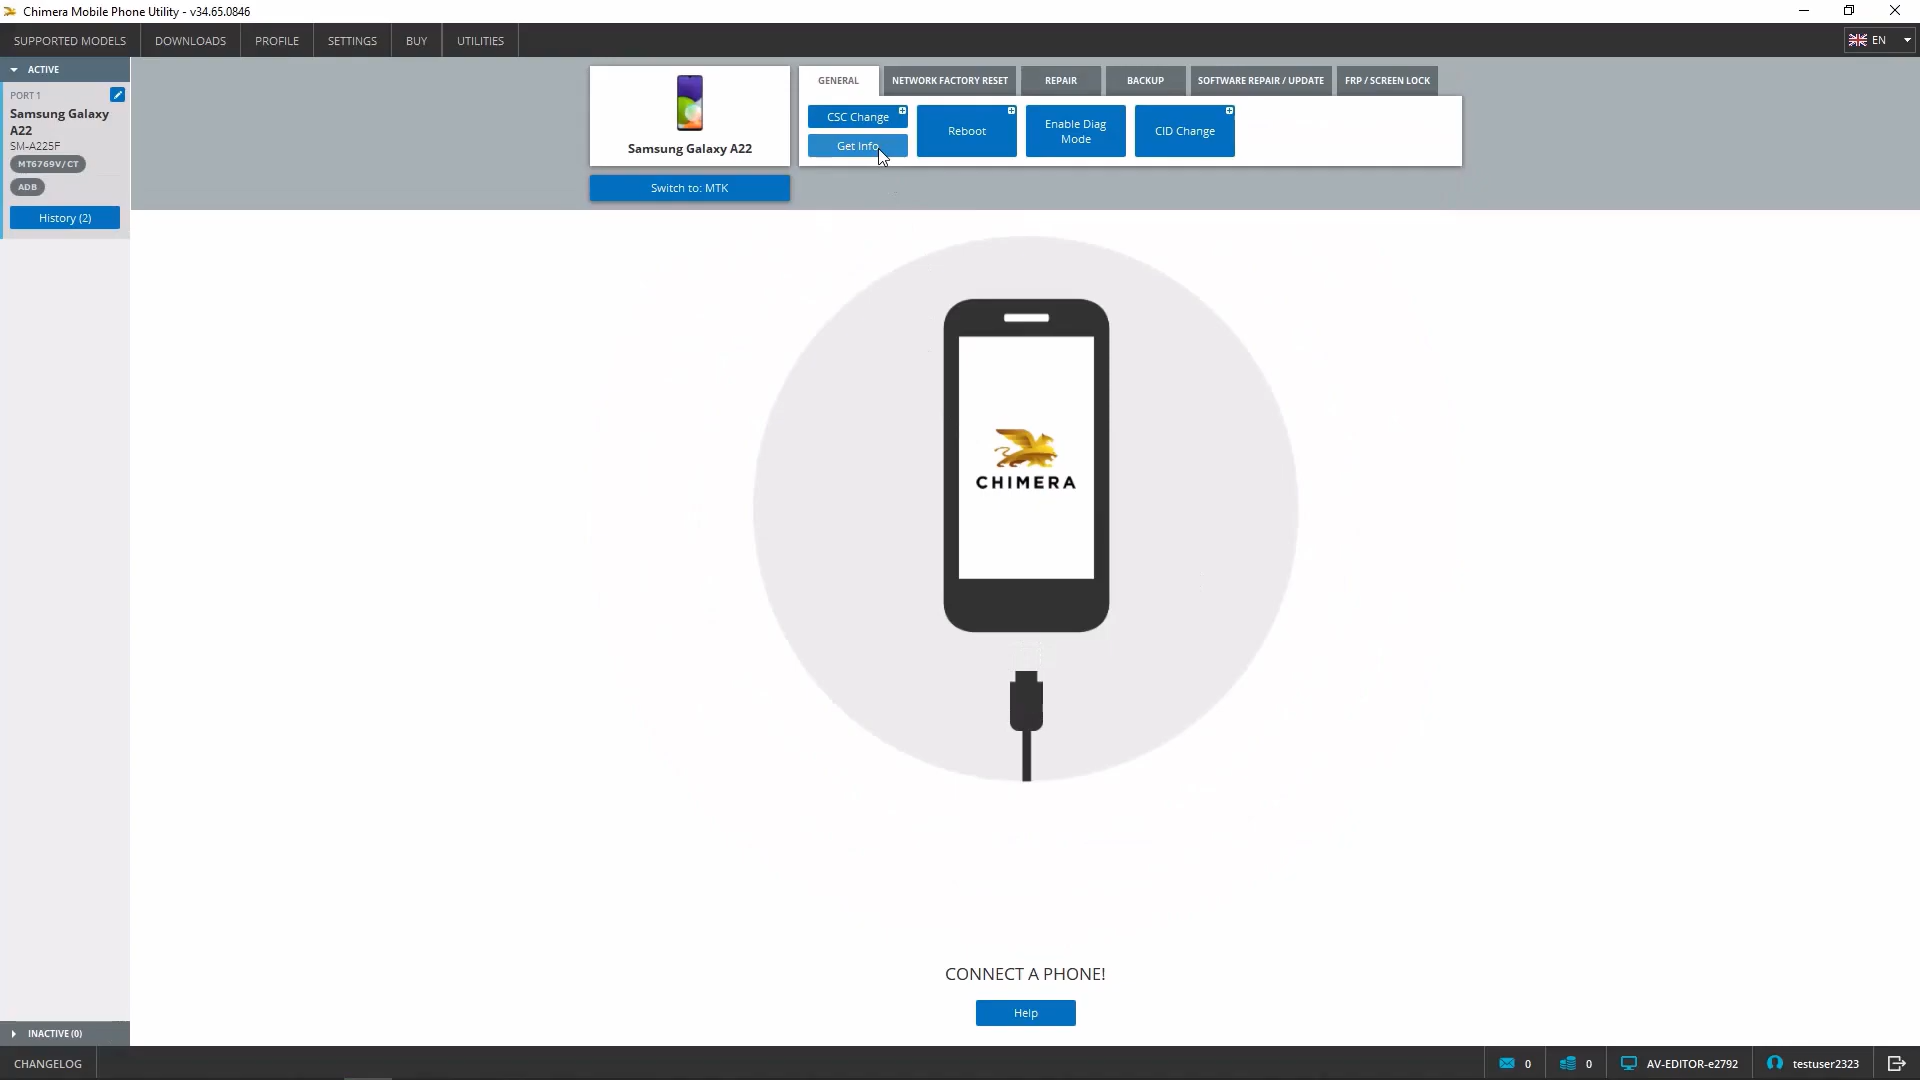 Chimera Mobile Phone Utility - v34.65.0846
SUPPORTED MODELS DOWNLOADS PROFILE SETTINGS BUY UTILITIES EN
ACTIVE
PORT 1
Samsung Galaxy
A22
SM-A225F
MT6769V/CT
ADB
History (2)
Samsung Galaxy A22
Switch to: MTK
GENERAL NETWORK FACTORY RESET REPAIR BACKUP SOFTWARE REPAIR / UPDATE FRP / SCREEN LOCK
CSC Change
Get Info
Reboot
Enable Diag
Mode
CID Change
CHIMERA
CONNECT A PHONE!
Help
INACTIVE (0)
CHANGELOG 0 0 AV-EDITOR-e2792 testuser2323